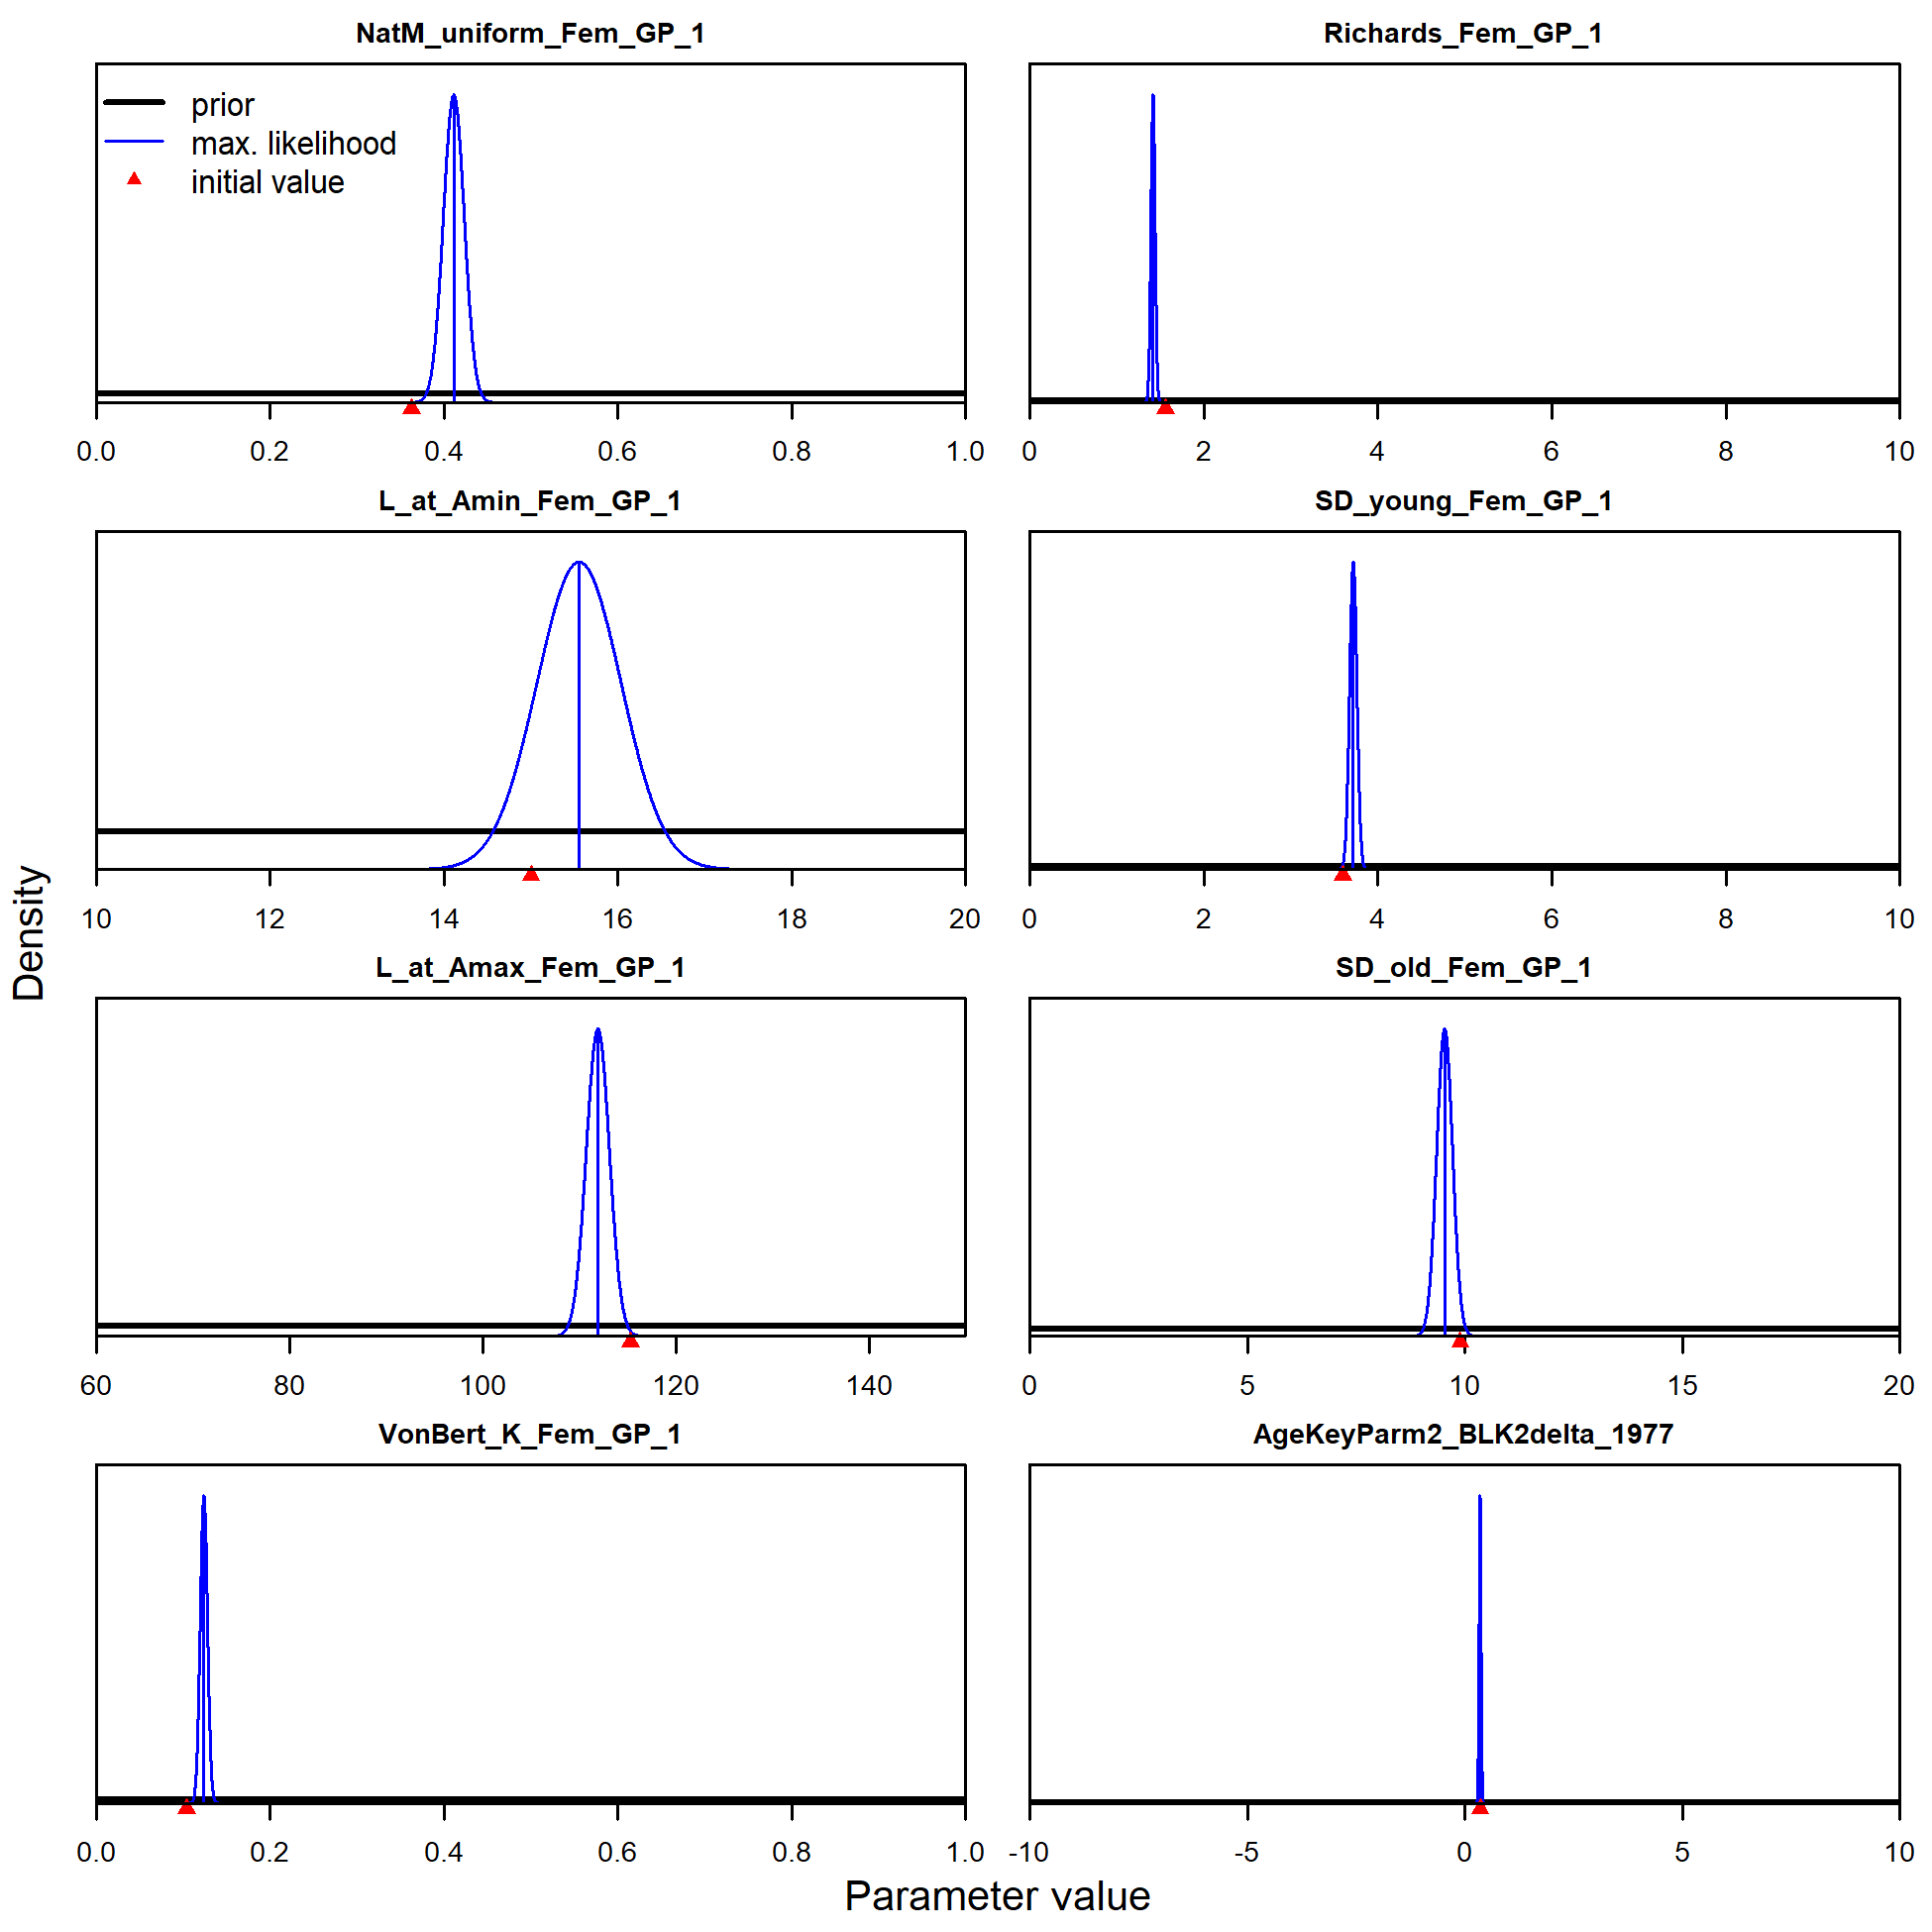 NatM_uniform_Fem_GP_1
prior
max. likelihood
initial value
0.0 0.2 0.4 0.6 0.8 1.0
Richards_Fem_GP_1
0 2 4 6 8 10
L_at_Amin_Fem_GP_1
10 12 14 16 18 20
SD_young_Fem_GP_1
0 2 4 6 8 10
L_at_Amax_Fem_GP_1
60 80 100 120 140
SD_old_Fem_GP_1
0 5 10 15 20
VonBert_K_Fem_GP_1
0.0 0.2 0.4 0.6 0.8 1.0
AgeKeyParm2_BLK2delta_1977
-10 -5 0 5 10
Density
Parameter value